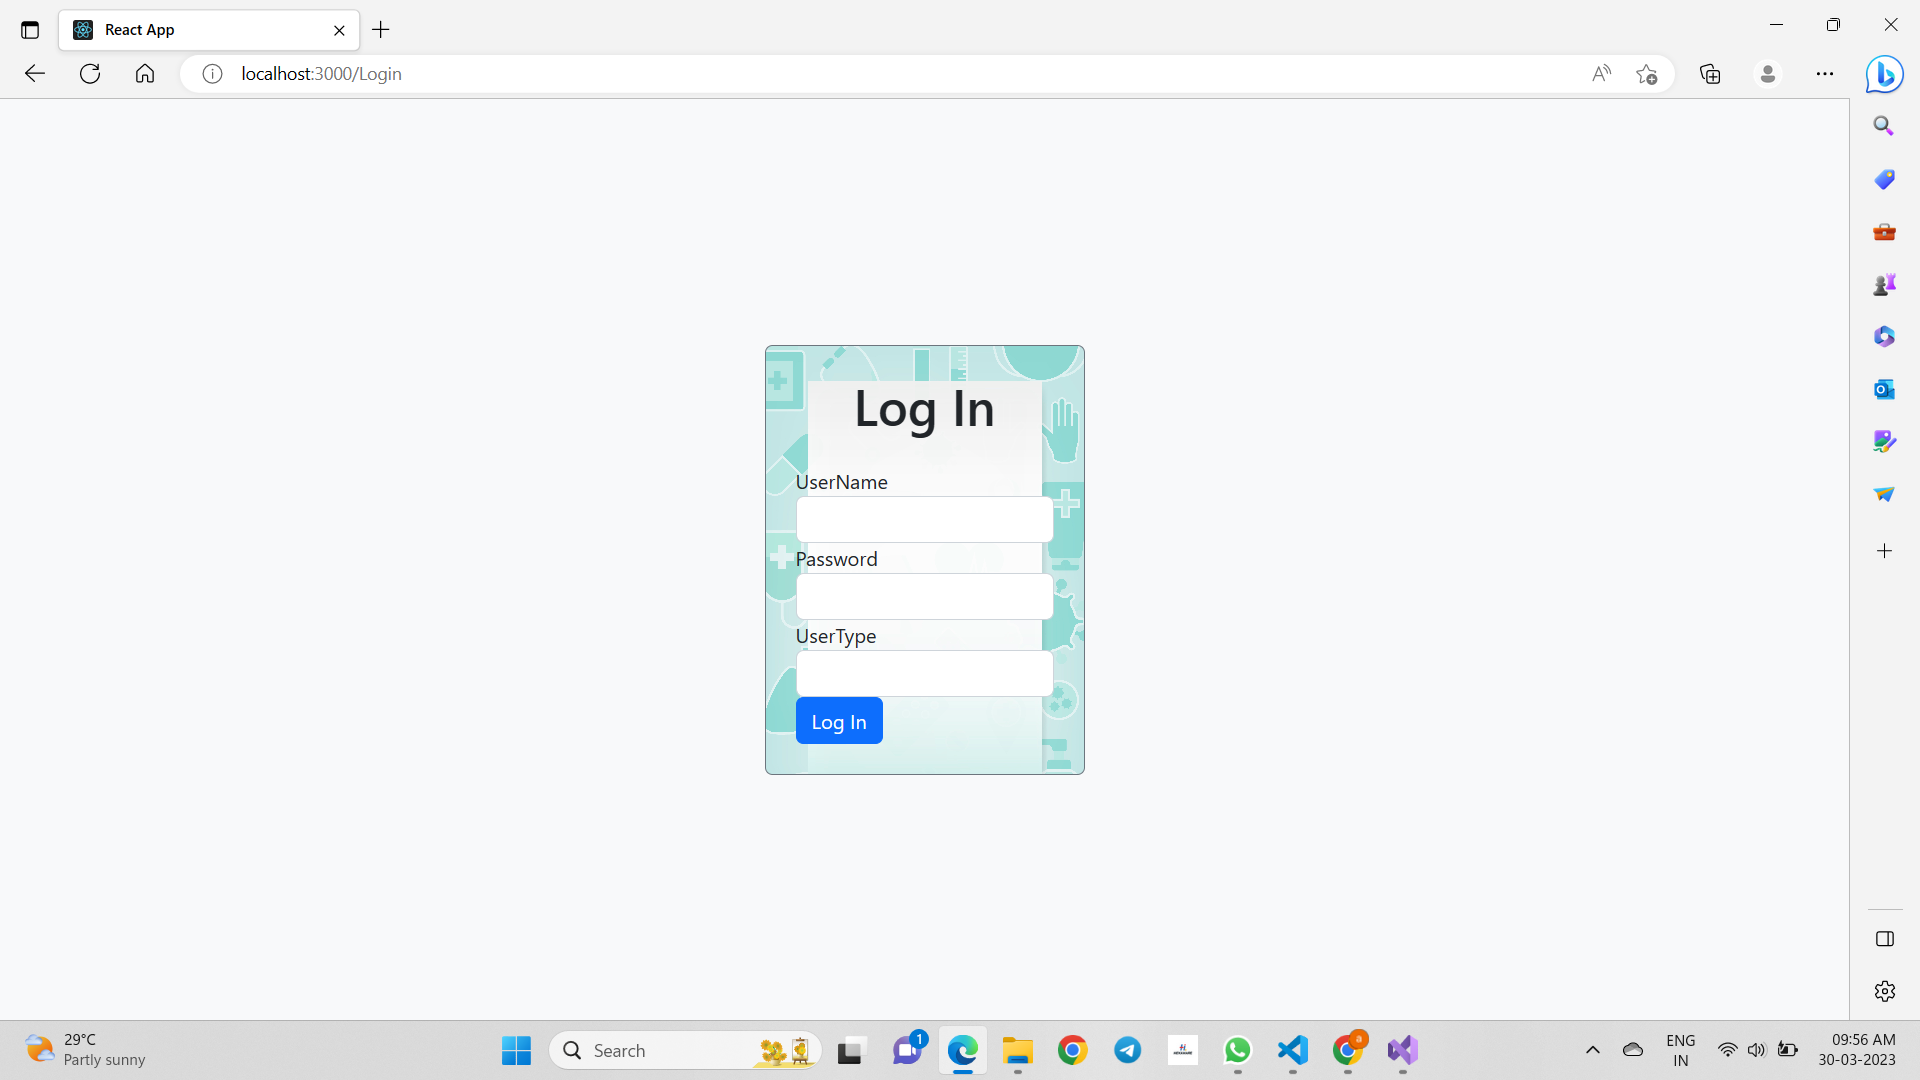 React App
localhost:3000/Login
Log In
UserName
Password
UserType
Log In
29°C
Partly sunny
Search
1
a
ENG
IN
09:56 AM
30-03-2023